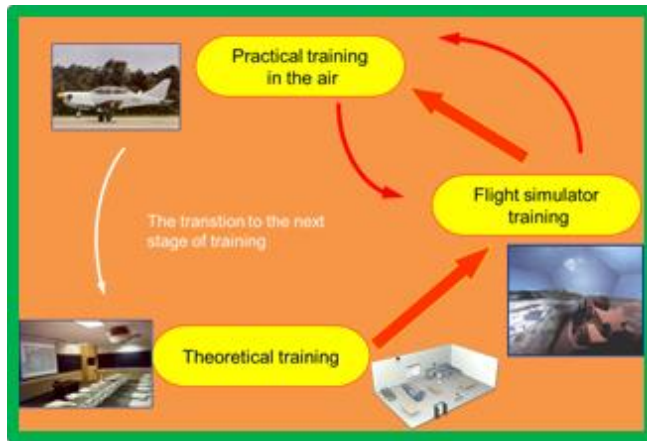 Practical training
in the air
Flight simulator
training
The transtion to the next
stage of training
Theoretical training